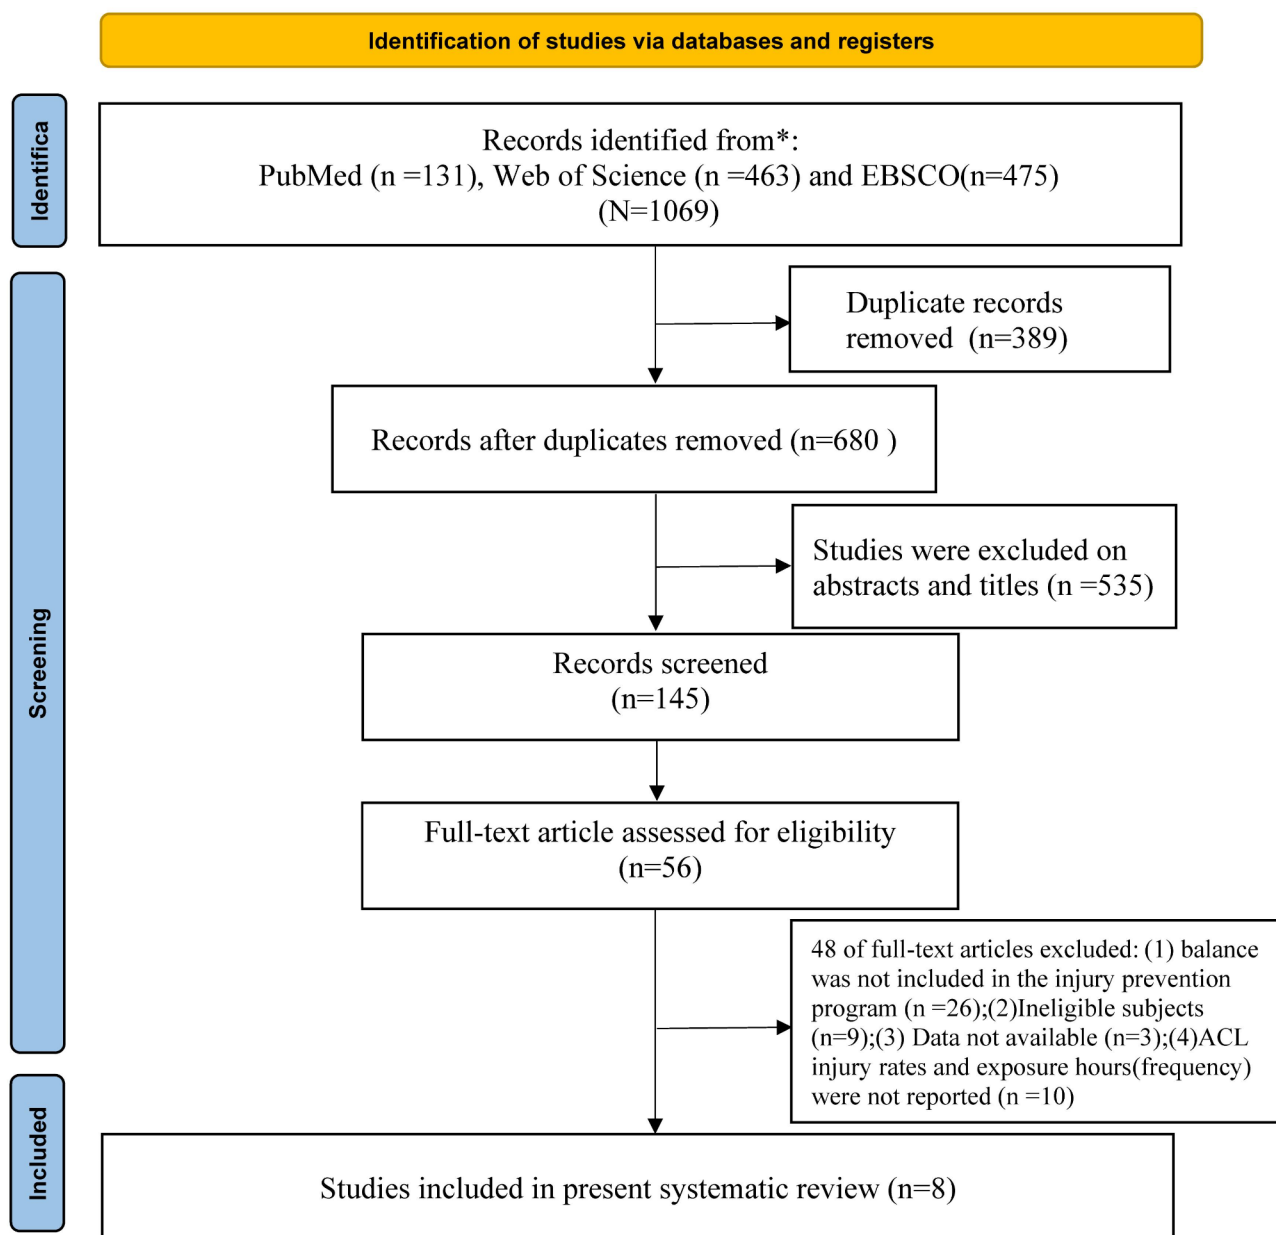 Identification of studies via databases and registers
Identifica
Records identified from*:
PubMed (n =131), Web of Science (n =463) and EBSCO(n=475)
(N=1069)
Screening
Duplicate records
removed (n=389)
Records after duplicates removed (n=680 )
Studies were excluded on
abstracts and titles (n =535)
Records screened
(n=145)
Full-text article assessed for eligibility
(n=56)
48 of full-text articles excluded: (1) balance
was not included in the injury prevention
program (n =26);(2)Ineligible subjects
(n=9);(3) Data not available (n=3);(4)ACL
injury rates and exposure hours(frequency)
were not reported (n =10)
Included
Studies included in present systematic review (n=8)